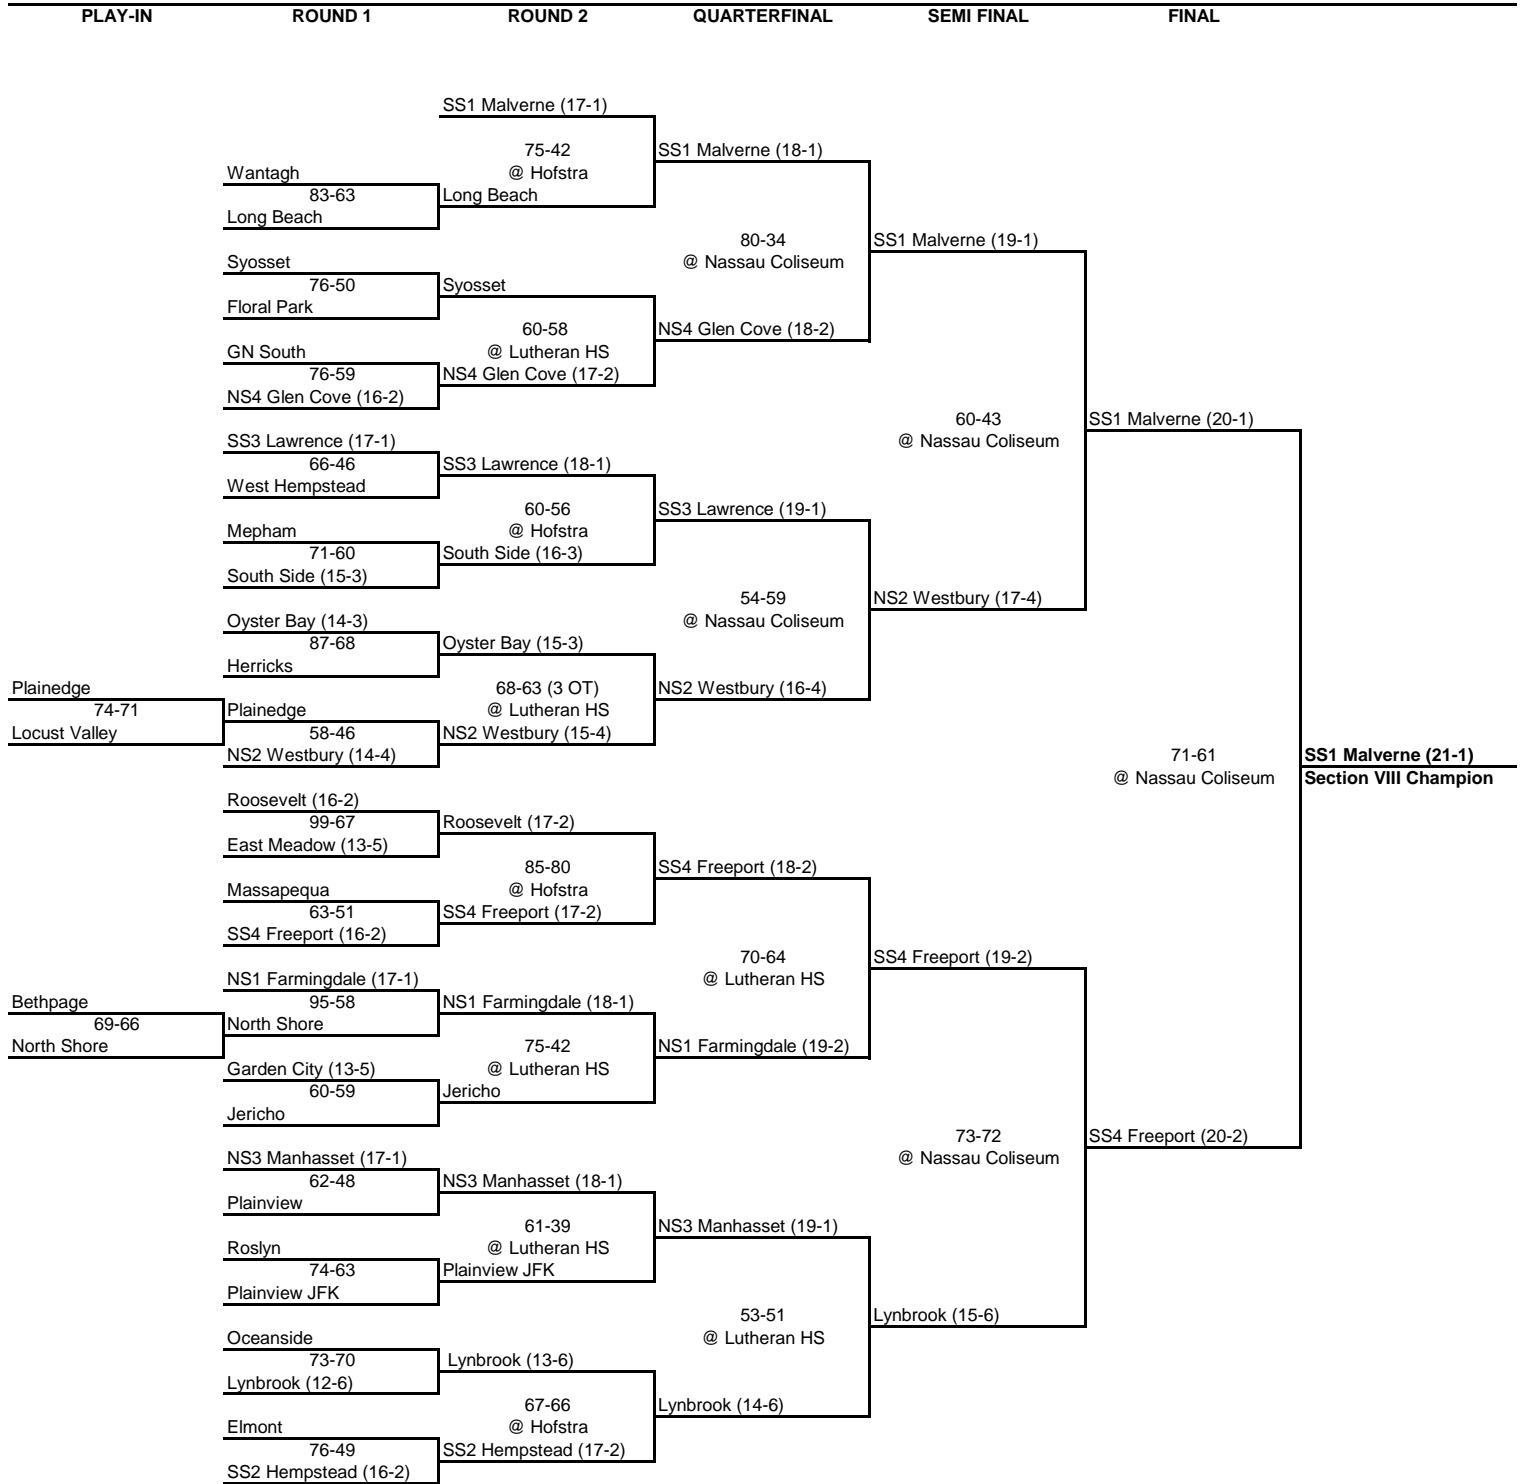 PLAY-IN ROUND 1 ROUND 2 QUARTERFINAL SEMI FINAL FINAL
SS1 Malverne (17-1)
75-42 SS1 Malverne (18-1)
Wantagh @ Hofstra
83-63 Long Beach
Long Beach
80-34 SS1 Malverne (19-1)
Syosset @ Nassau Coliseum
76-50 Syosset
Floral Park
60-58 NS4 Glen Cove (18-2)
GN South @ Lutheran HS
76-59 NS4 Glen Cove (17-2)
NS4 Glen Cove (16-2)
60-43 SS1 Malverne (20-1)
SS3 Lawrence (17-1) @ Nassau Coliseum
66-46 SS3 Lawrence (18-1)
West Hempstead
60-56 SS3 Lawrence (19-1)
Mepham @ Hofstra
71-60 South Side (16-3)
South Side (15-3)
54-59 NS2 Westbury (17-4)
Oyster Bay (14-3) @ Nassau Coliseum
87-68 Oyster Bay (15-3)
Herricks
Plainedge 68-63 (3 OT) NS2 Westbury (16-4)
74-71 Plainedge @ Lutheran HS
Locust Valley 58-46 NS2 Westbury (15-4)
NS2 Westbury (14-4) 71-61 SS1 Malverne (21-1)
@ Nassau Coliseum Section VIII Champion
Roosevelt (16-2)
99-67 Roosevelt (17-2)
East Meadow (13-5)
85-80 SS4 Freeport (18-2)
Massapequa @ Hofstra
63-51 SS4 Freeport (17-2)
SS4 Freeport (16-2)
70-64 SS4 Freeport (19-2)
NS1 Farmingdale (17-1) @ Lutheran HS
Bethpage 95-58 NS1 Farmingdale (18-1)
69-66 North Shore
North Shore 75-42 NS1 Farmingdale (19-2)
Garden City (13-5) @ Lutheran HS
60-59 Jericho
Jericho
73-72 SS4 Freeport (20-2)
NS3 Manhasset (17-1) @ Nassau Coliseum
62-48 NS3 Manhasset (18-1)
Plainview
61-39 NS3 Manhasset (19-1)
Roslyn @ Lutheran HS
74-63 Plainview JFK
Plainview JFK
53-51 Lynbrook (15-6)
Oceanside @ Lutheran HS
73-70 Lynbrook (13-6)
Lynbrook (12-6)
67-66 Lynbrook (14-6)
Elmont @ Hofstra
76-49 SS2 Hempstead (17-2)
SS2 Hempstead (16-2)